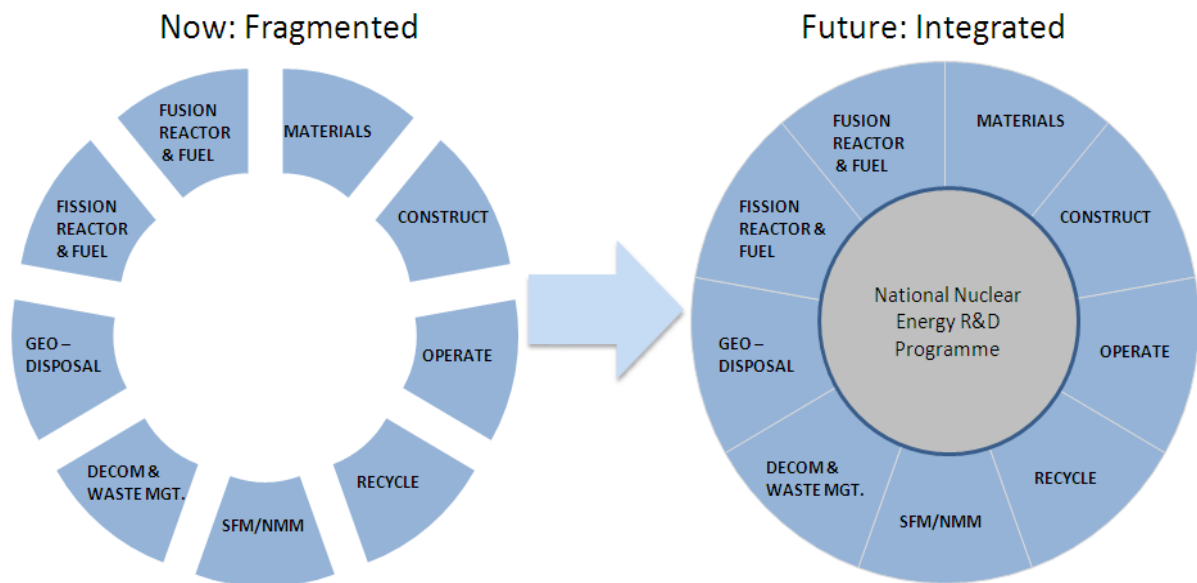 Now: Fragmented
FUSION
REACTOR
& FUEL
MATERIALS
CONSTRUCT
OPERATE
RECYCLE
SFM/NMM
DECOM &
WASTE MGT.
GEO –
DISPOSAL
FISSION
REACTOR
& FUEL
Future: Integrated
FUSION
REACTOR
& FUEL
MATERIALS
CONSTRUCT
OPERATE
RECYCLE
SFM/NMM
DECOM &
WASTE MGT.
GEO –
DISPOSAL
FISSION
REACTOR &
FUEL
National Nuclear
Energy R&D
Programme